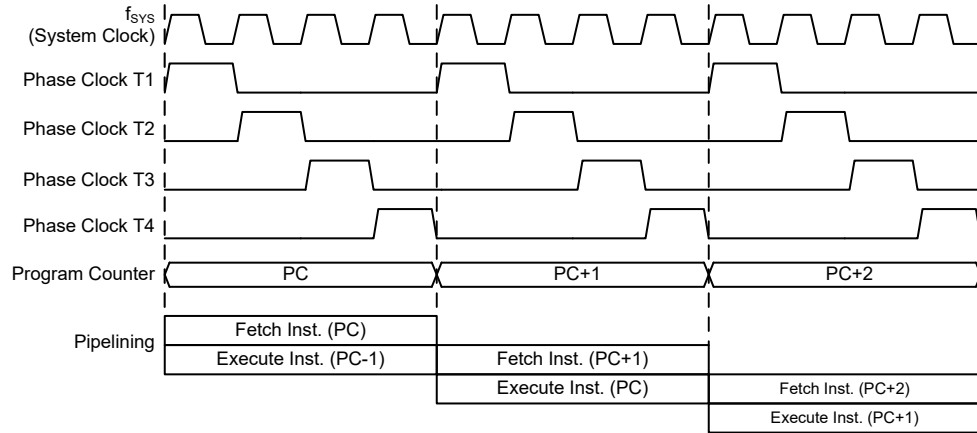 fSYS
(System Clock)
Phase Clock T1
Phase Clock T2
Phase Clock T3
Phase Clock T4
Program Counter PC PC+1 PC+2
Fetch Inst. (PC)
Pipelining
Execute Inst. (PC-1) Fetch Inst. (PC+1)
Execute Inst. (PC) Fetch Inst. (PC+2)
Execute Inst. (PC+1)